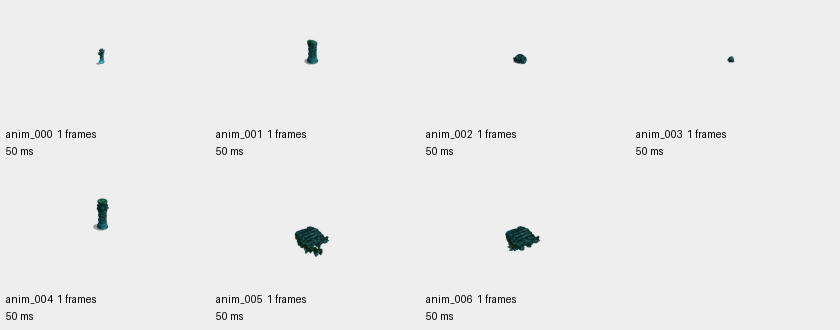 anim_000 1 frames
50 ms
anim_001 1 frames
50 ms
anim_002 1 frames
50 ms
anim_003 1 frames
50 ms
anim_004 1 frames
50 ms
anim_005 1 frames
50 ms
anim_006 1 frames
50 ms